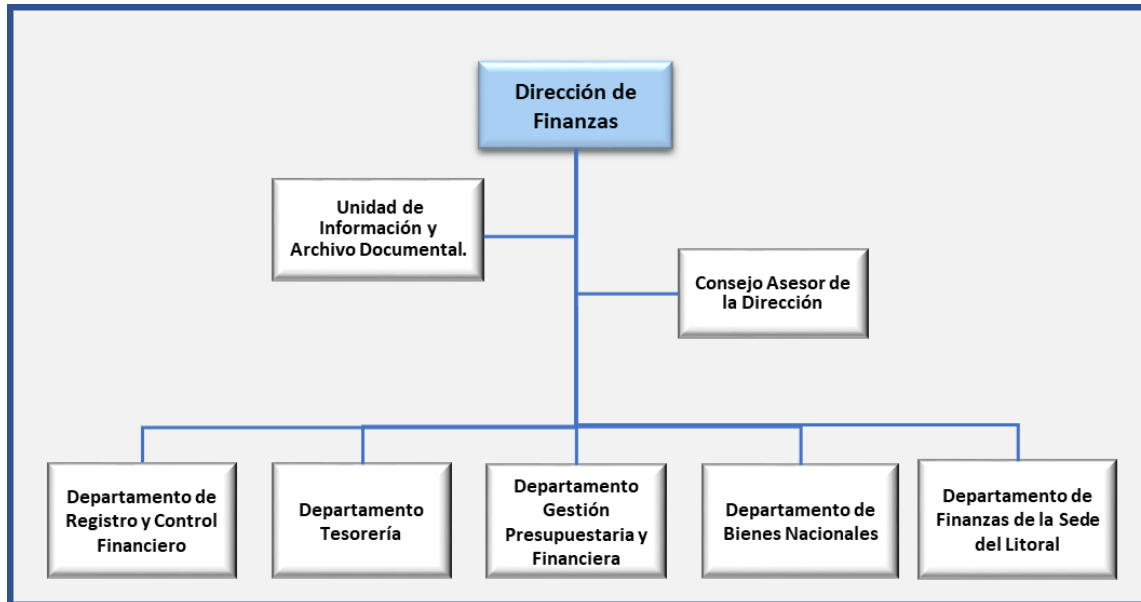 Dirección de
Finanzas
Unidad de
Información y
Archivo Documental.
Consejo Asesor de
la Dirección
Departamento de
Registro y Control
Financiero
Departamento
Tesorería
Departamento
Gestión
Presupuestaria y
Financiera
Departamento de
Bienes Nacionales
Departamento de
Finanzas de la Sede
del Litoral